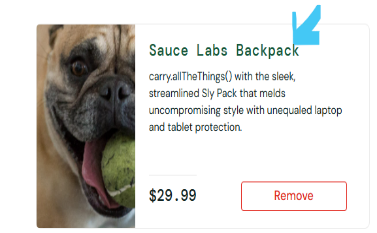 Sauce Labs Backpack
carry.allTheThings() with the sleek,
streamlined Sly Pack that melds
uncompromising style with unequaled laptop
and tablet protection.
$29.99
Remove